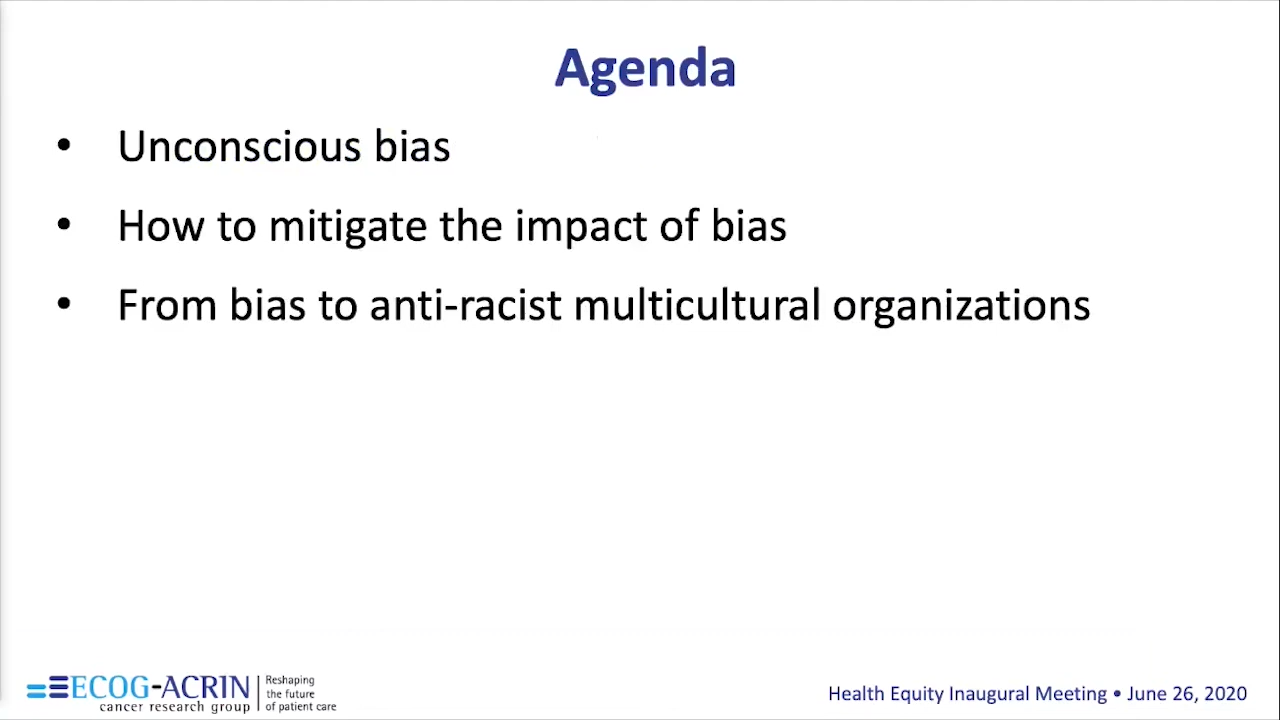 Agenda
• Unconscious bias
• How to mitigate the impact of bias
• From bias to anti-racist multicultural organizations
ECOG-ACRIN
cancer research group
Reshaping
the future
of patient care
Health Equity Inaugural Meeting • June 26, 2020